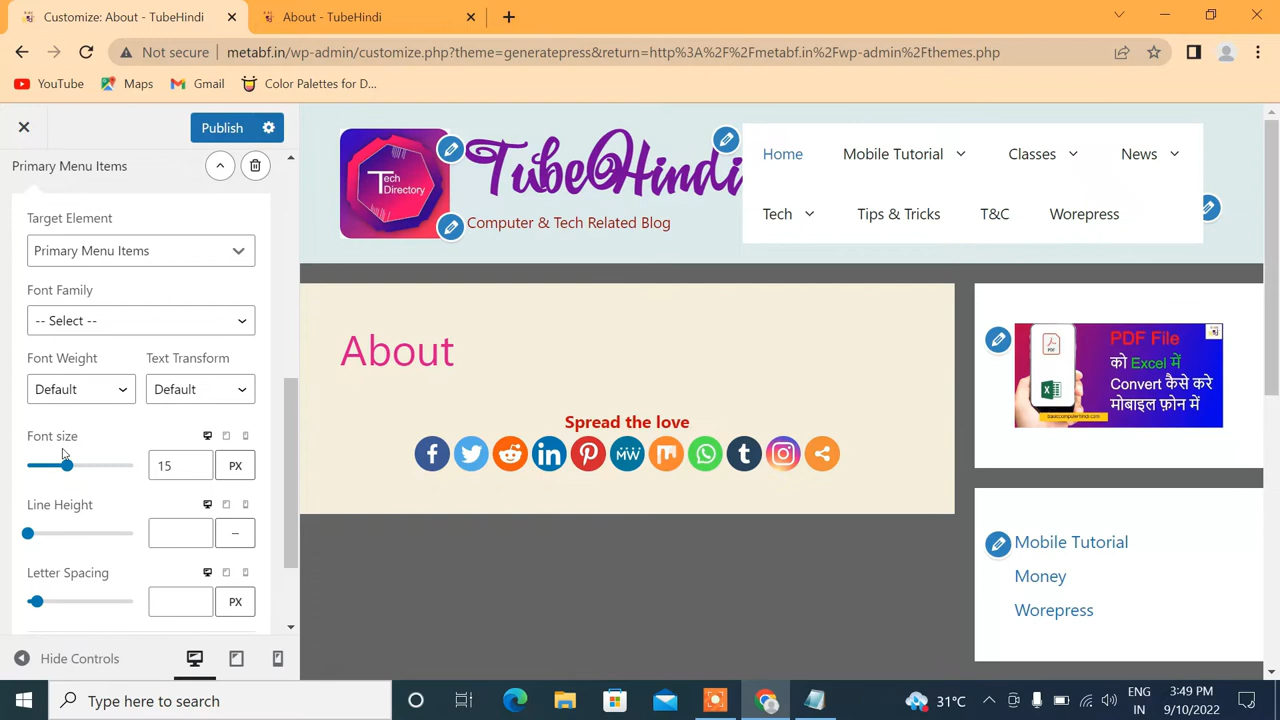 Customize: About - TubeHindi
About - TubeHindi
Not secure
metabf.in/wp-admin/customize.php?theme=generatepress&return=http%3A%2F%2Fmetabf.in%2Fwp-admin%2Fthemes.php
YouTube
Maps
Gmail
Color Palettes for D...
Publish
Primary Menu Items
Target Element
Primary Menu Items
Font Family
-- Select --
Font Weight
Text Transform
Default
Default
Font size
15
PX
Line Height
–
Letter Spacing
PX
Hide Controls
Tech
Directory
TubeHindi
Computer & Tech Related Blog
Home
Mobile Tutorial
Classes
News
Tech
Tips & Tricks
T&C
Worepress
About
Spread the love
MW
PDF File
को Excel में
Convert कैसे करे
मोबाइल फ़ोन में
Mobile Tutorial
Money
Worepress
Type here to search
31°C
ENG
IN
3:49 PM
9/10/2022